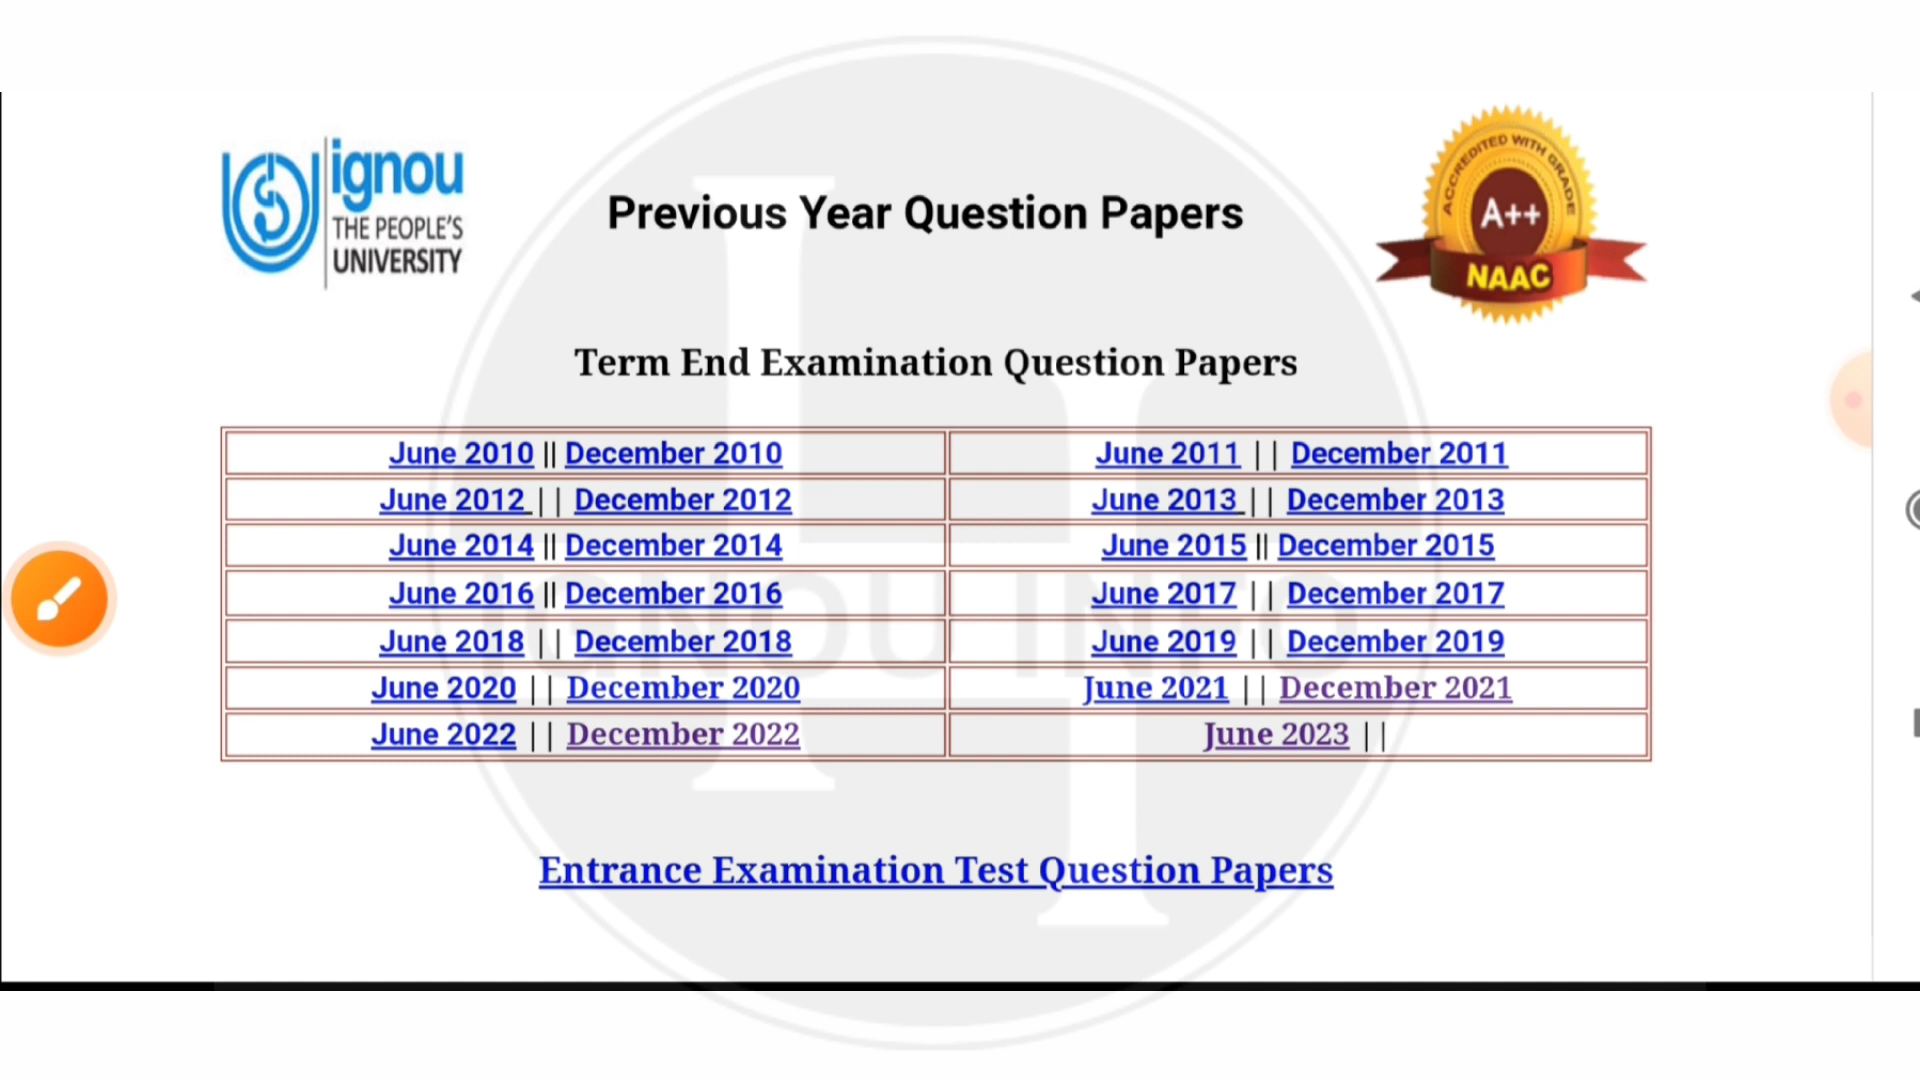 ignou
THE PEOPLE'S
UNIVERSITY
Previous Year Question Papers
ACCREDITED WITH GRADE
A++
NAAC
Term End Examination Question Papers
June 2010 || December 2010 June 2011 || December 2011
June 2012 || December 2012 June 2013 || December 2013
June 2014 || December 2014 June 2015 || December 2015
June 2016 || December 2016 June 2017 || December 2017
June 2018 || December 2018 June 2019 || December 2019
June 2020 || December 2020 June 2021 || December 2021
June 2022 || December 2022 June 2023 ||
IGNOU INFO
Entrance Examination Test Question Papers